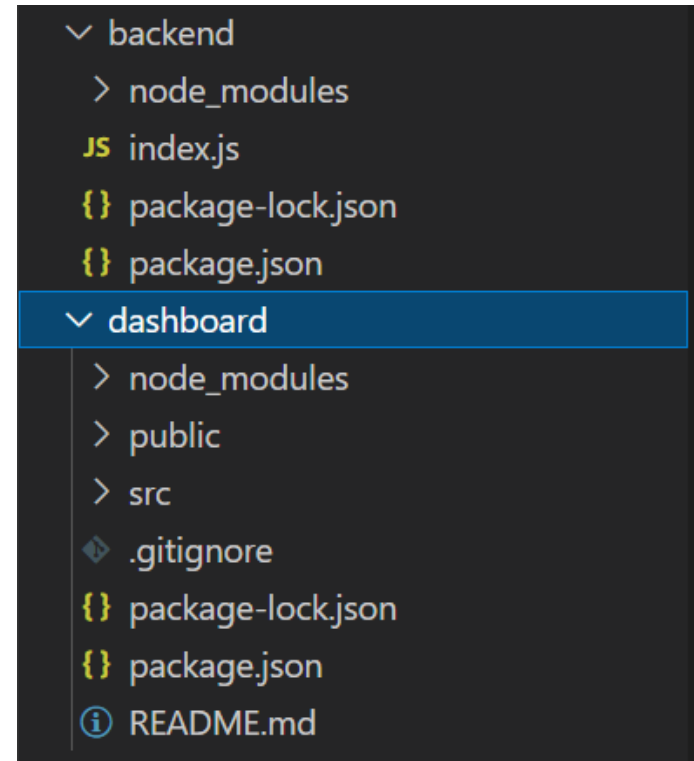 backend
node_modules
JS index.js
{} package-lock.json
{} package.json
dashboard
node_modules
public
src
.gitignore
{} package-lock.json
{} package.json
README.md